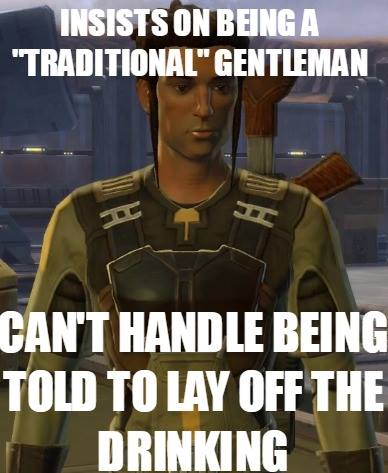 INSISTS ON BEING A
"TRADITIONAL" GENTLEMAN
CAN'T HANDLE BEING
TOLD TO LAY OFF THE
DRINKING